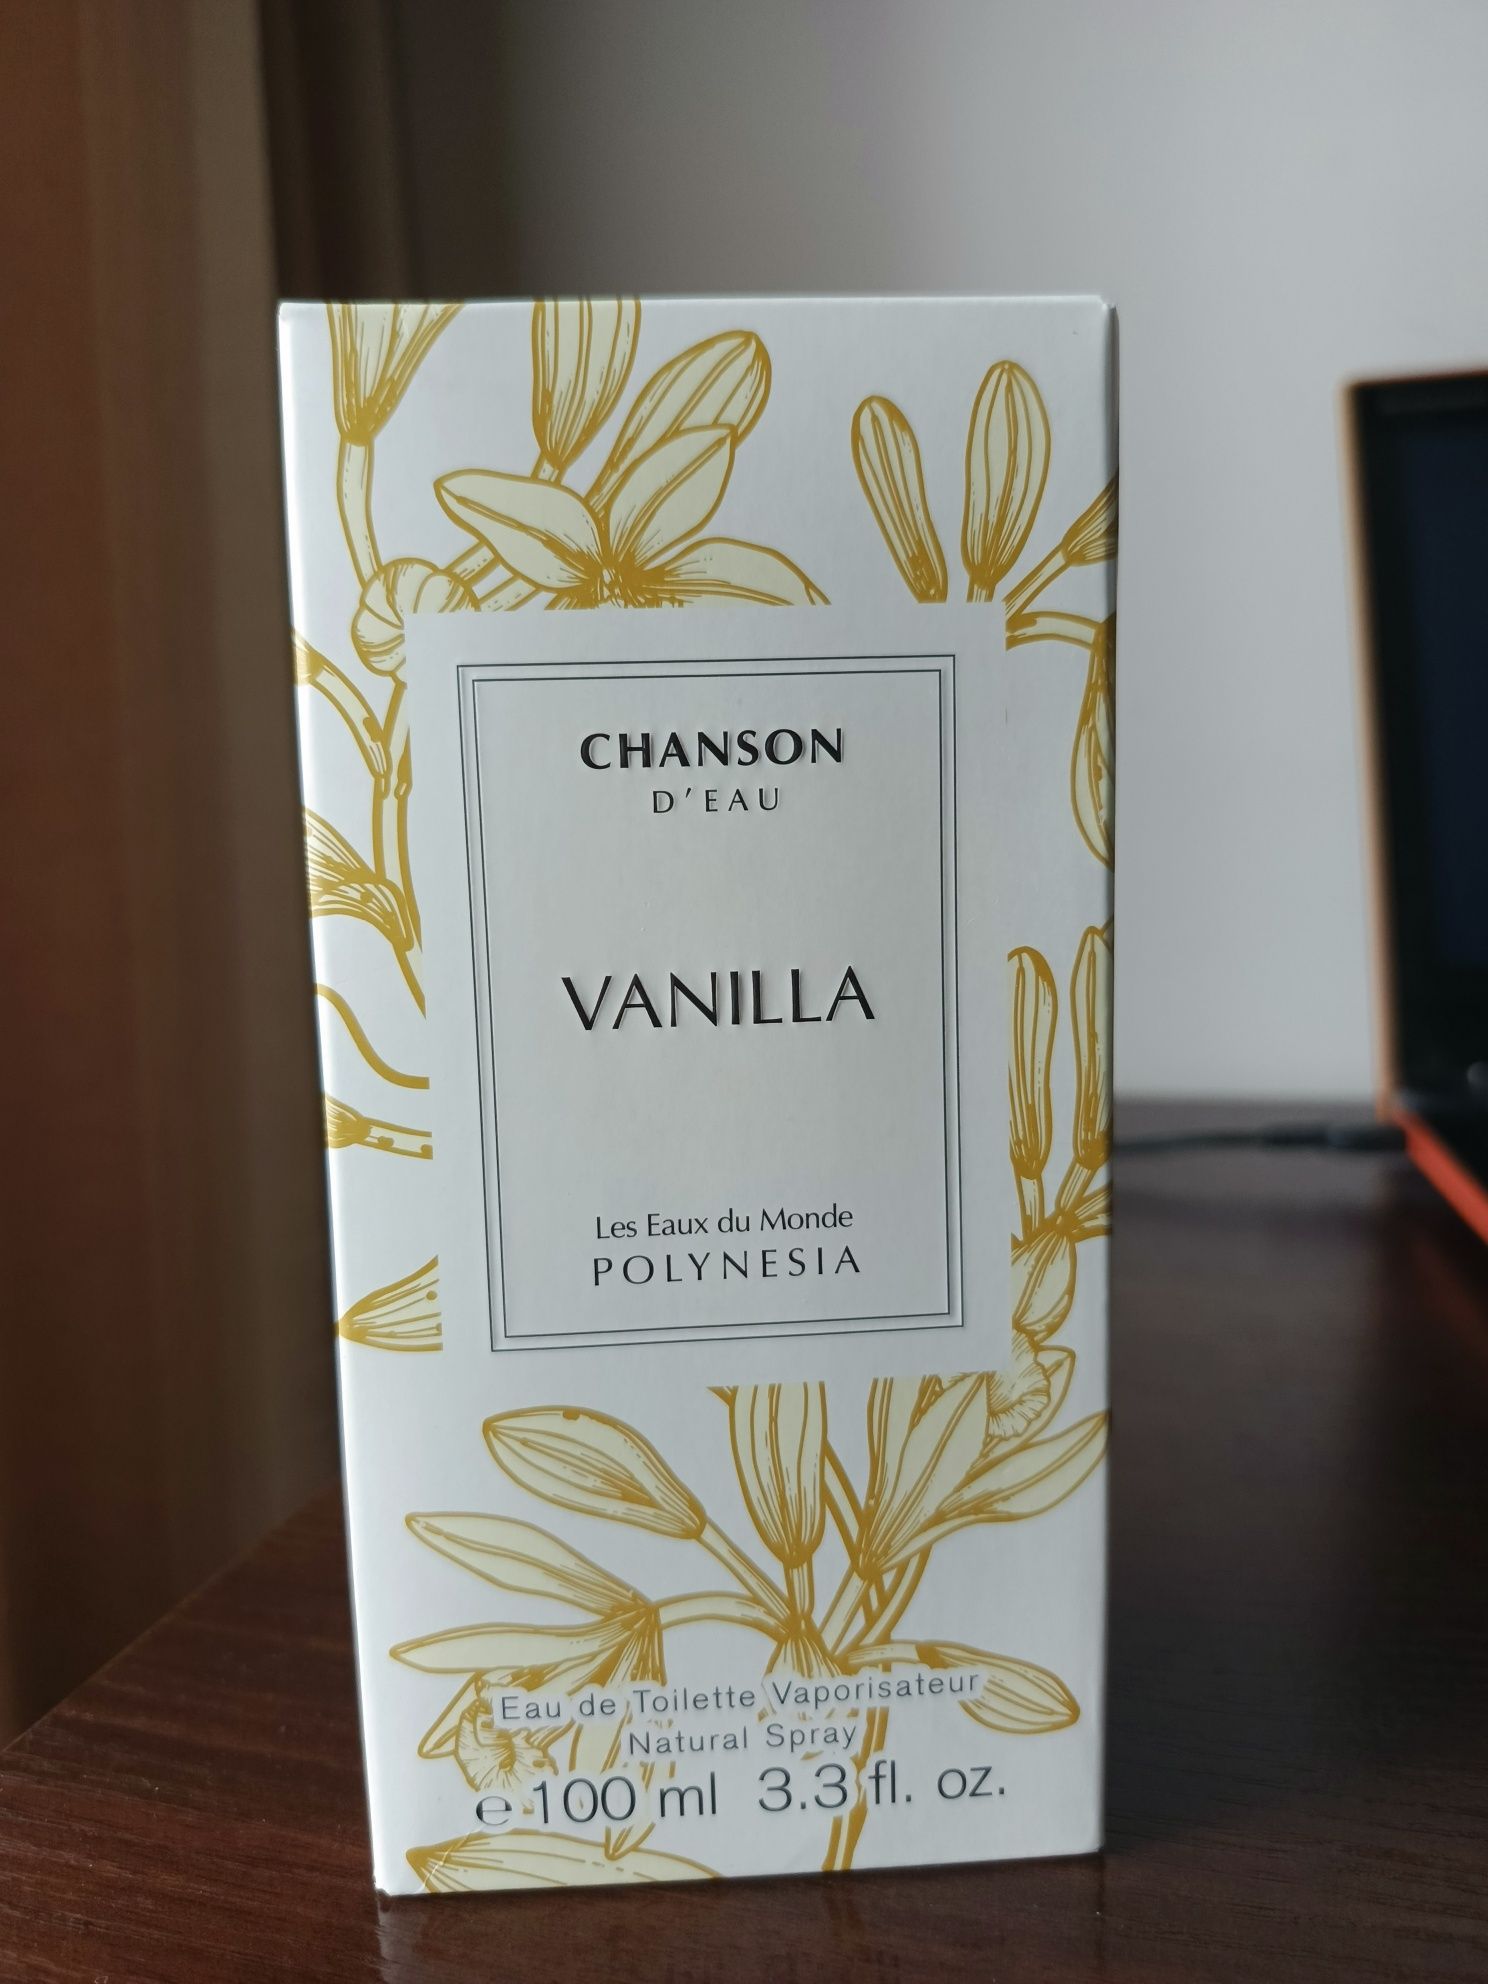 CHANSON
D'EAU
VANILLA
Les Eaux du Monde
POLYNESIA
Eau de Toilette Vaporisateur
Natural Spray
℮ 100 ml 3.3 fl. oz.